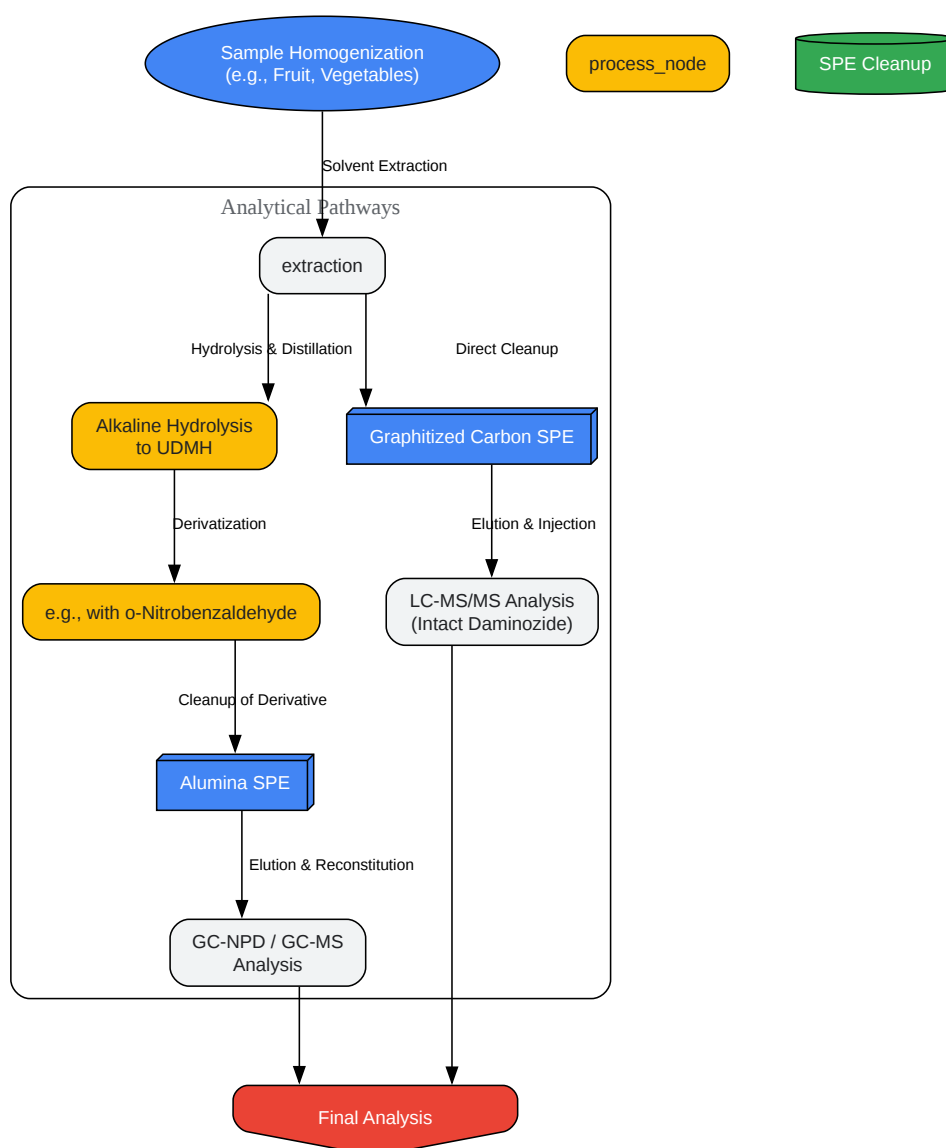 Sample Homogenization
(e.g., Fruit, Vegetables)
process_node
SPE Cleanup
Solvent Extraction
Analytical Pathways
extraction
Hydrolysis & Distillation
Direct Cleanup
Alkaline Hydrolysis
to UDMH
Graphitized Carbon SPE
Derivatization
Elution & Injection
e.g., with o-Nitrobenzaldehyde
LC-MS/MS Analysis
(Intact Daminozide)
Cleanup of Derivative
Alumina SPE
Elution & Reconstitution
GC-NPD / GC-MS
Analysis
Final Analysis